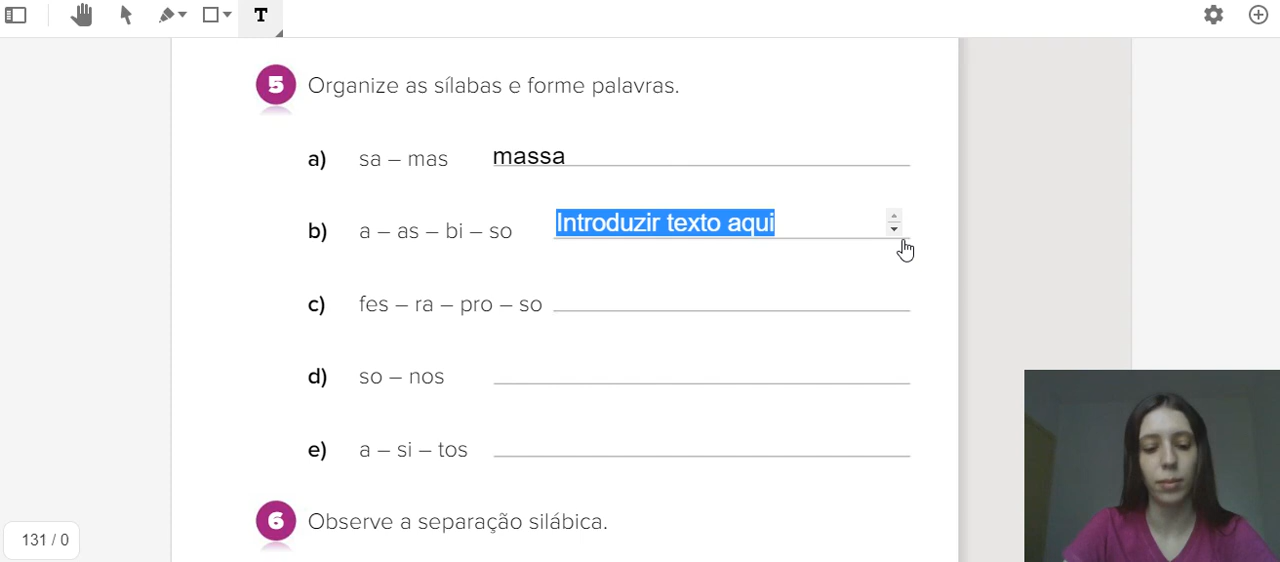 T
5 Organize as sílabas e forme palavras.
a) sa – mas massa
b) a – as – bi – so Introduzir texto aqui
c) fes – ra – pro – so
d) so – nos
e) a – si – tos
6 Observe a separação silábica.
131 / 0